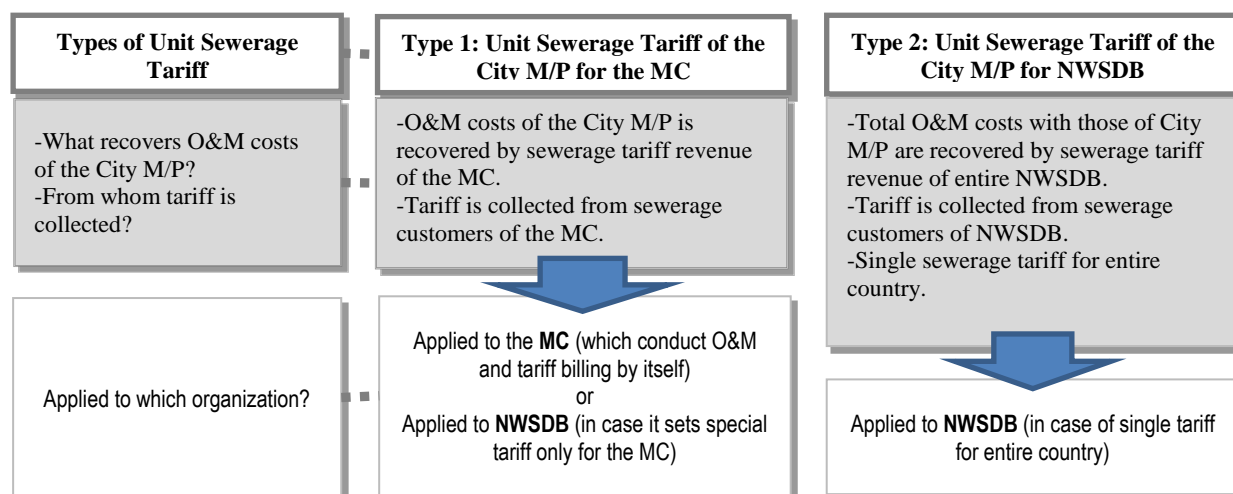 Types of Unit Sewerage
Tariff
Type 1: Unit Sewerage Tariff of the
City M/P for the MC
Type 2: Unit Sewerage Tariff of the
City M/P for NWSDB
-What recovers O&M costs
of the City M/P?
-From whom tariff is
collected?
-O&M costs of the City M/P is
recovered by sewerage tariff revenue
of the MC.
-Tariff is collected from sewerage
customers of the MC.
-Total O&M costs with those of City
M/P are recovered by sewerage tariff
revenue of entire NWSDB.
-Tariff is collected from sewerage
customers of NWSDB.
-Single sewerage tariff for entire
country.
Applied to which organization?
Applied to the MC (which conduct O&M
and tariff billing by itself)
or
Applied to NWSDB (in case it sets special
tariff only for the MC)
Applied to NWSDB (in case of single tariff
for entire country)